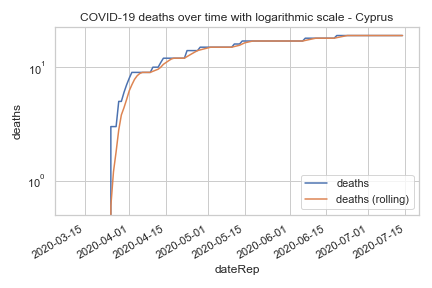 COVID-19 deaths over time with logarithmic scale - Cyprus
deaths
10¹
10⁰
deaths
deaths (rolling)
2020-03-15
2020-04-01
2020-04-15
2020-05-01
2020-05-15
2020-06-01
2020-06-15
2020-07-01
2020-07-15
dateRep